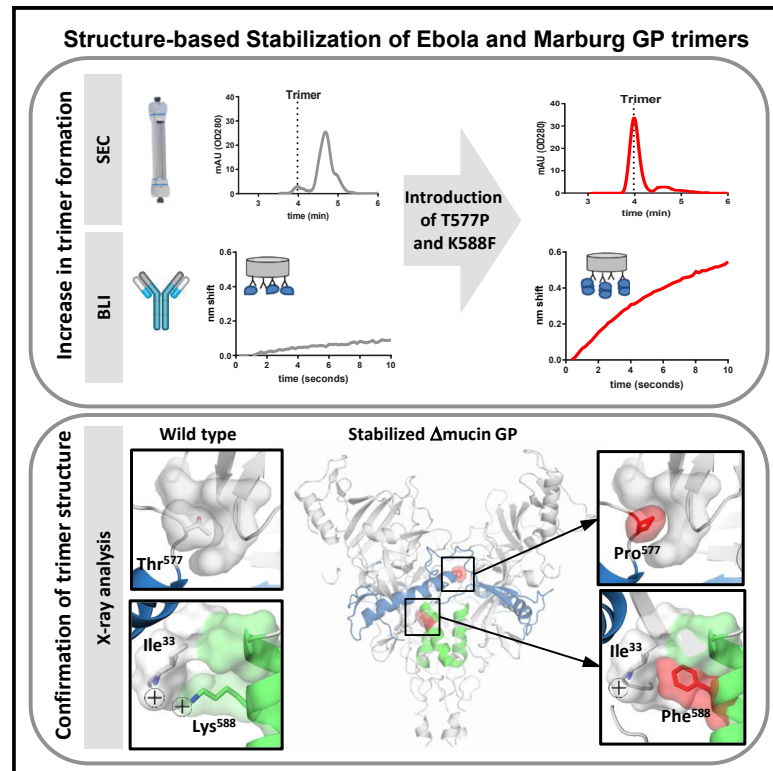 Structure-based Stabilization of Ebola and Marburg GP trimers
Increase in trimer formation
SEC
Trimer
mAU (OD280)
40
30
20
10
0
3 4 5 6
time (min)
Introduction
of T577P
and K588F
Trimer
mAU (OD280)
40
30
20
10
0
3 4 5 6
time (min)
BLI
nm shift
0.6
0.4
0.2
0.0
0 2 4 6 8 10
time (seconds)
nm shift
0.6
0.4
0.2
0.0
0 2 4 6 8 10
time (seconds)
Confirmation of trimer structure
X-ray analysis
Wild type
Stabilized Δmucin GP
Thr577
Pro577
Ile33
+ +
Lys588
Ile33
+
Phe588